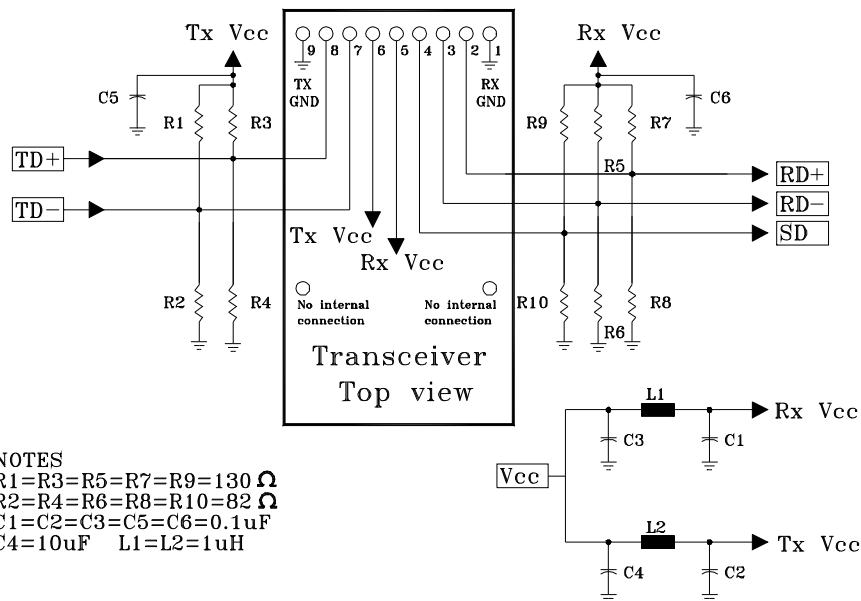 Tx Vcc
Rx Vcc
9 8 7 6 5 4 3 2 1
TX
GND
RX
GND
C5
R1
R3
R9
R7
C6
TD+
R5
RD+
TD-
RD-
SD
Tx Vcc
Rx Vcc
R2
R4
No internal
connection
No internal
connection
R10
R6
R8
Transceiver
Top view
L1
Rx Vcc
C3
C1
Vcc
L2
Tx Vcc
C4
C2
NOTES
R1=R3=R5=R7=R9=130 Ω
R2=R4=R6=R8=R10=82 Ω
C1=C2=C3=C5=C6=0.1uF
C4=10uF L1=L2=1uH